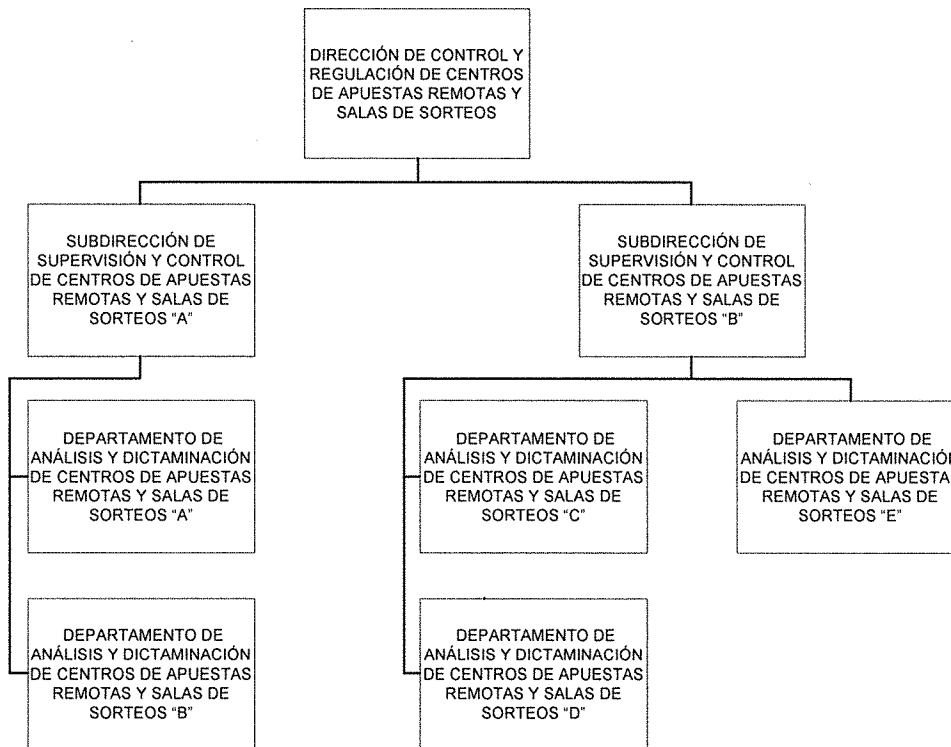 DIRECCIÓN DE CONTROL Y
REGULACIÓN DE CENTROS
DE APUESTAS REMOTAS Y
SALAS DE SORTEOS
SUBDIRECCIÓN DE
SUPERVISIÓN Y CONTROL
DE CENTROS DE APUESTAS
REMOTAS Y SALAS DE
SORTEOS "A"
SUBDIRECCIÓN DE
SUPERVISIÓN Y CONTROL
DE CENTROS DE APUESTAS
REMOTAS Y SALAS DE
SORTEOS "B"
DEPARTAMENTO DE
ANÁLISIS Y DICTAMINACIÓN
DE CENTROS DE APUESTAS
REMOTAS Y SALAS DE
SORTEOS "A"
DEPARTAMENTO DE
ANÁLISIS Y DICTAMINACIÓN
DE CENTROS DE APUESTAS
REMOTAS Y SALAS DE
SORTEOS "C"
DEPARTAMENTO DE
ANÁLISIS Y DICTAMINACIÓN
DE CENTROS DE APUESTA
REMOTAS Y SALAS DE
SORTEOS "E"
DEPARTAMENTO DE
ANÁLISIS Y DICTAMINACIÓN
DE CENTROS DE APUESTAS
REMOTAS Y SALAS DE
SORTEOS "B"
DEPARTAMENTO DE
ANÁLISIS Y DICTAMINACIÓN
DE CENTROS DE APUESTAS
REMOTAS Y SALAS DE
SORTEOS "D"